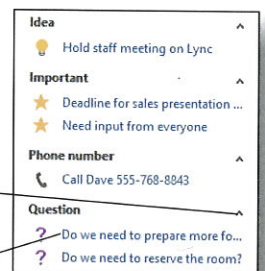 Idea
Hold staff meeting on Lync
Important
Deadline for sales presentation ...
Need input from everyone
Phone number
Call Dave 555-768-8843
Question
Do we need to prepare more fo...
Do we need to reserve the room?